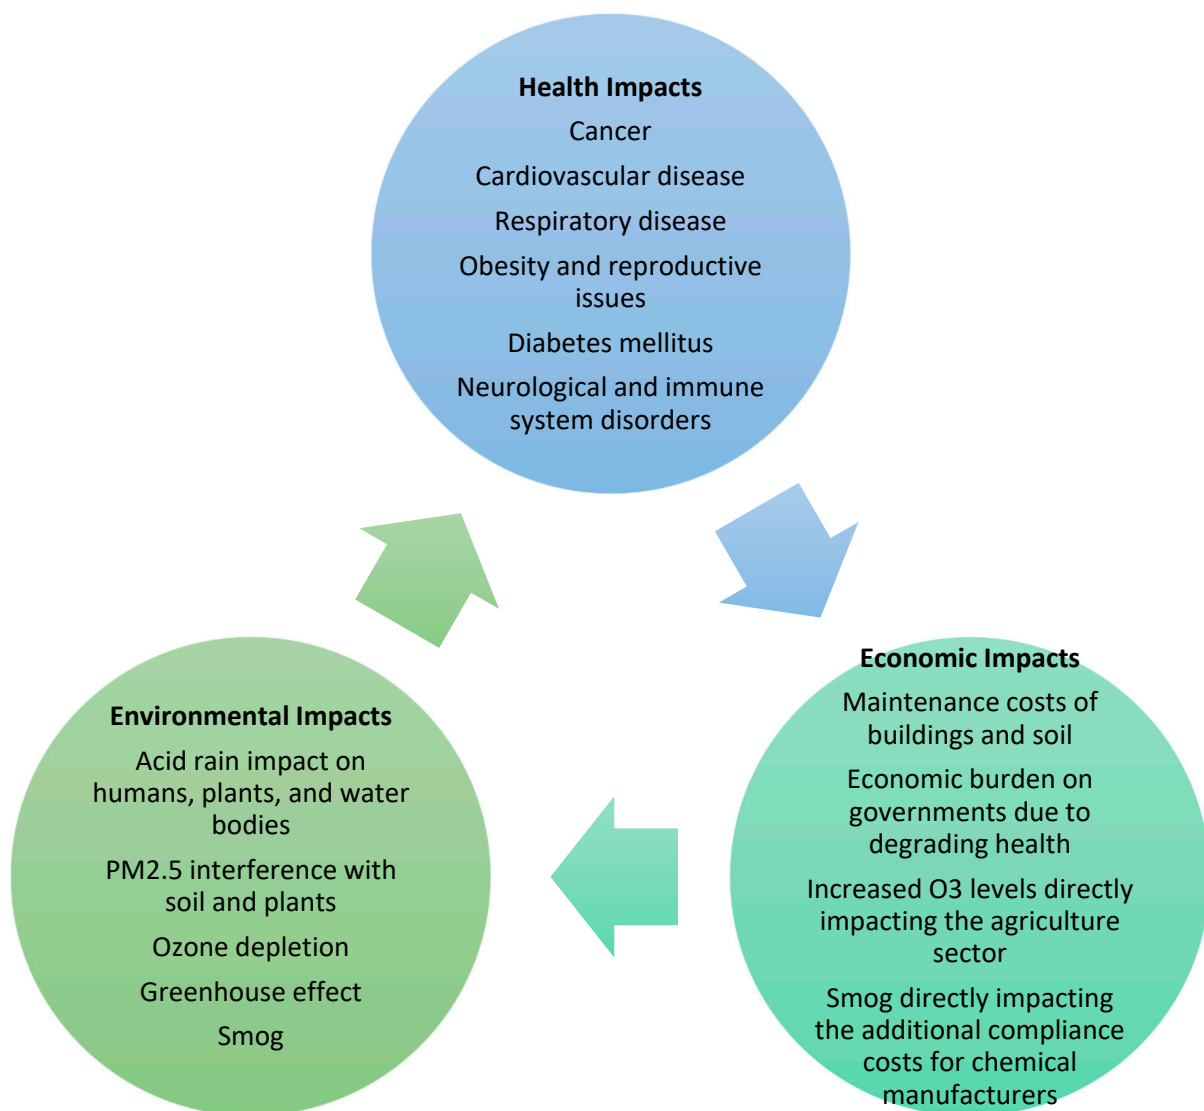 Health Impacts
Cancer
Cardiovascular disease
Respiratory disease
Obesity and reproductive
issues
Diabetes mellitus
Neurological and immune
system disorders
Economic Impacts
Maintenance costs of
buildings and soil
Economic burden on
governments due to
degrading health
Increased O3 levels directly
impacting the agriculture
sector
Smog directly impacting
the additional compliance
costs for chemical
manufacturers
Environmental Impacts
Acid rain impact on
humans, plants, and water
bodies
PM2.5 interference with
soil and plants
Ozone depletion
Greenhouse effect
Smog